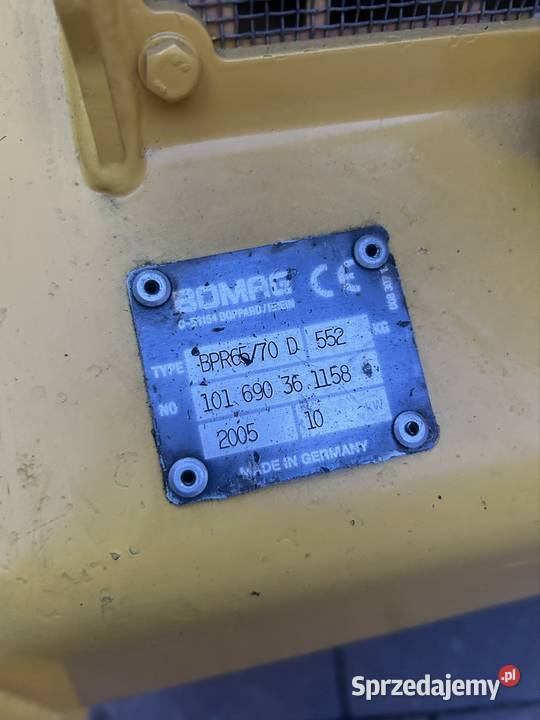 BOMAG CE
D-56154 BOPPARD/RHEIN
TYPE BPR65/70 D 552 KG
NO 101 690 36 1158
2005 10 KW
MADE IN GERMANY
Sprzedajemy.pl